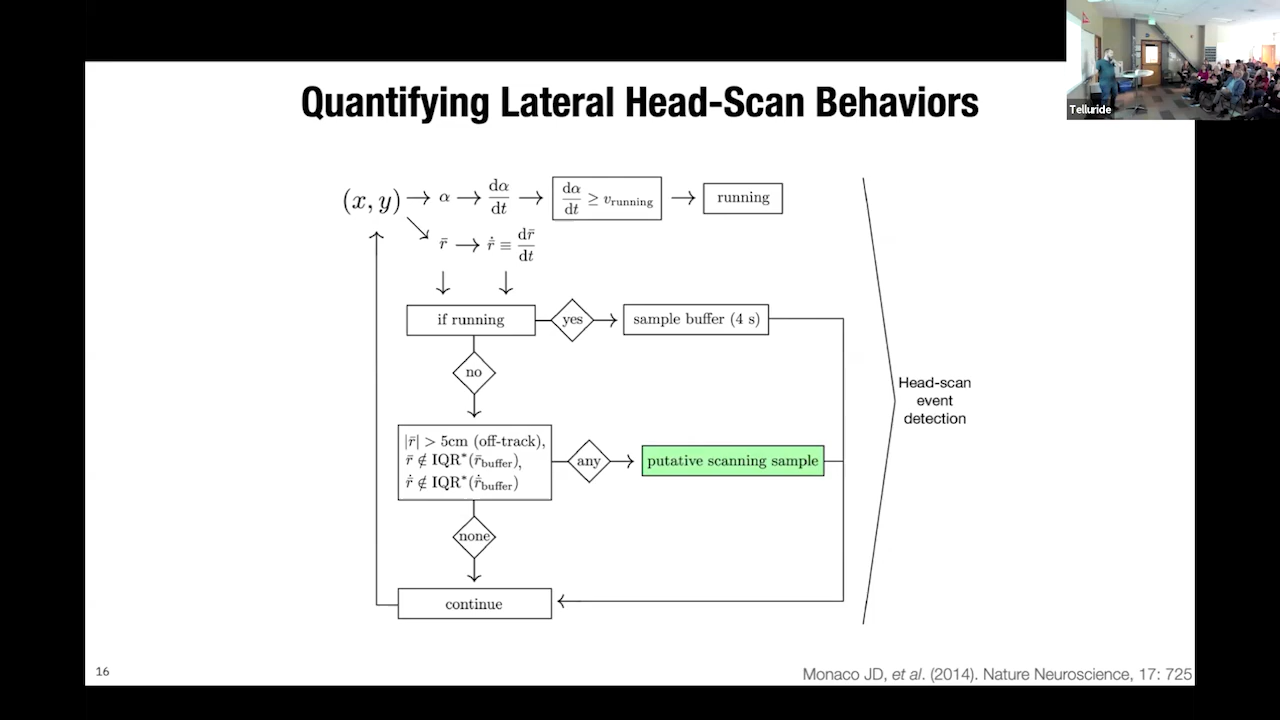 Telluride
Quantifying Lateral Head-Scan Behaviors
(x, y) → α → dα/dt → dα/dt ≥ v_running → running
r̄ → ṙ̄ ≡ dr̄/dt
if running
yes
sample buffer (4 s)
no
Head-scan
event
detection
|r̄| > 5cm (off-track),
r̄ ∉ IQR*(r̄_buffer),
ṙ̄ ∉ IQR*(ṙ̄_buffer)
any
putative scanning sample
none
continue
16
Monaco JD, et al. (2014). Nature Neuroscience, 17: 725